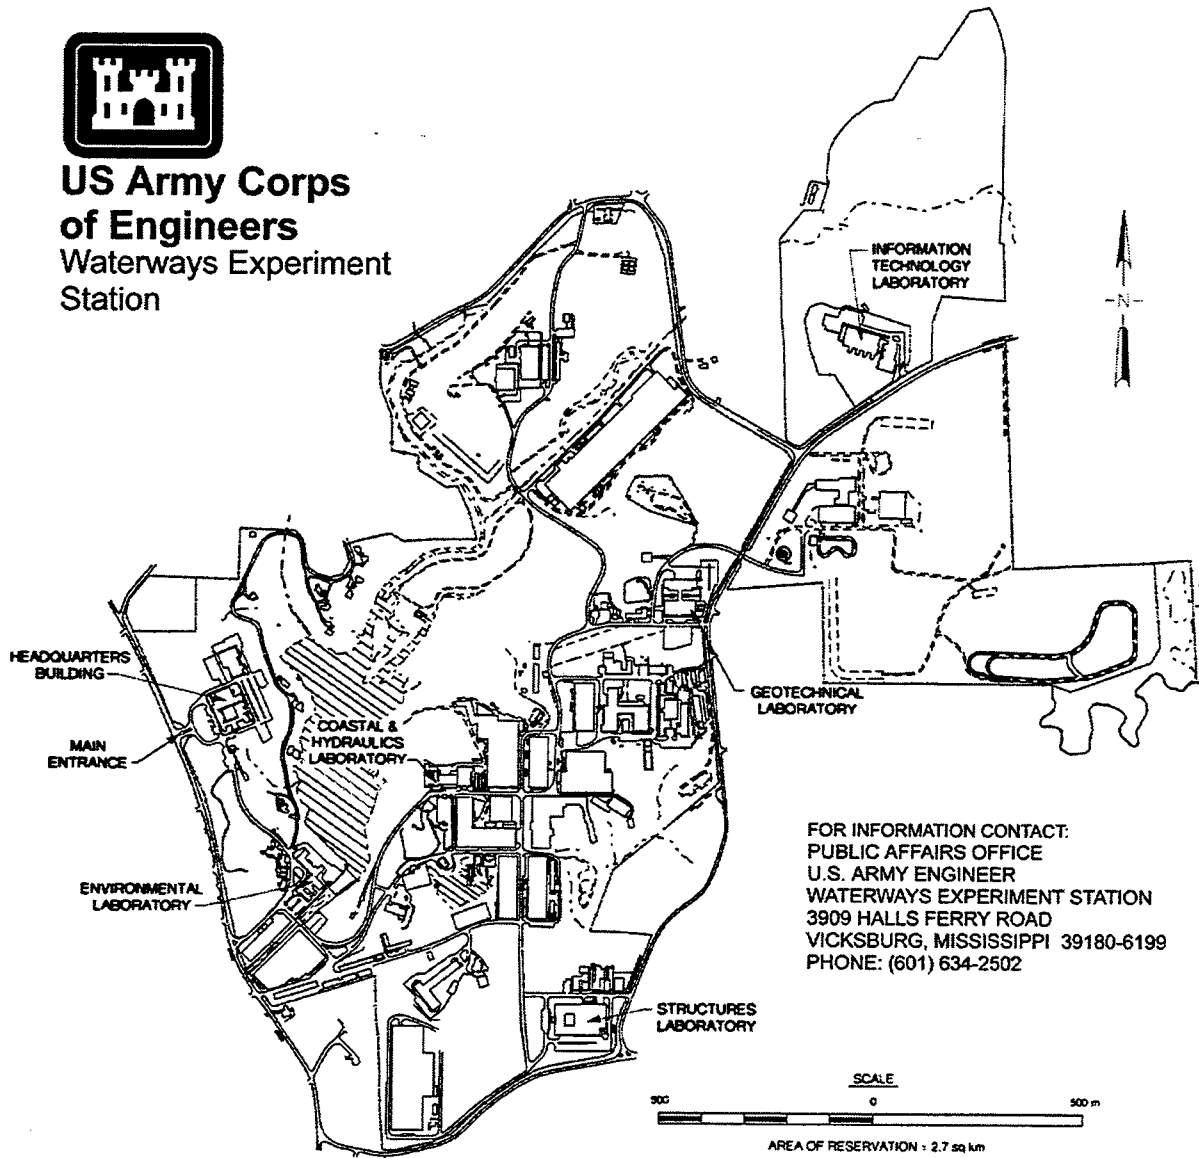 US Army Corps
of Engineers
Waterways Experiment
Station
INFORMATION
TECHNOLOGY
LABORATORY
N
HEADQUARTERS
BUILDING
MAIN
ENTRANCE
COASTAL &
HYDRAULICS
LABORATORY
GEOTECHNICAL
LABORATORY
ENVIRONMENTAL
LABORATORY
STRUCTURES
LABORATORY
FOR INFORMATION CONTACT:
PUBLIC AFFAIRS OFFICE
U.S. ARMY ENGINEER
WATERWAYS EXPERIMENT STATION
3909 HALLS FERRY ROAD
VICKSBURG, MISSISSIPPI 39180-6199
PHONE: (601) 634-2502
SCALE
500 0 500 m
AREA OF RESERVATION = 2.7 sq km